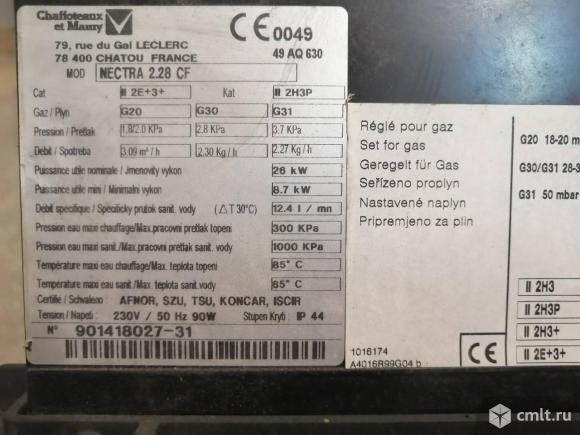 Chaffoteaux
et Maury
CE 0049
79, rue du Gal LECLERC
78 400 CHATOU FRANCE
49 AQ 630
MOD NECTRA 2.28 CF
Cat II 2E+3+ Kat II 2H3P
Gaz / Plyn G20 G30 G31
Pression / Pretlak 1.8/2.0 KPa 2.8 KPa 3.7 KPa
Débit / Spotreba 3.09 m³ / h 2.30 Kg / h 2.27 Kg / h
Puissance utile nominale / Jmenovity vykon 26 kW
Puissance utile mini / Minimalni vykon 8.7 kW
Débit specifique / Specificky prutok sanit. vody (△T 30°C) 12.4 l / mn
Pression eau maxi chauffage/Max.pracovni pretlak topeni 300 KPa
Pression eau maxi sanit./Max.pracovni pretlak sanit. vody 1000 KPa
Température maxi eau chauffage/Max. teplota topeni 85° C
Température maxi eau sanit/Max. teplota sanit. vody 65° C
Certifie / Schvaleno : AFNOR, SZU, TSU, KONCAR, ISCIR
Tension / Napeti : 230V / 50 Hz 90W Stupen Kryti : IP 44
N° 901418027-31
Réglé pour gaz
Set for gas
Geregelt für Gas
Seřízeno proplyn
Nastavené naplyn
Pripremjeno za plin
G20 18-20 m
G30/G31 28-3
G31 50 mbar
II 2H3
II 2H3P
II 2H3+
II 2E+3+
1016174
A4016R99G04 b
CE
cmlt.ru